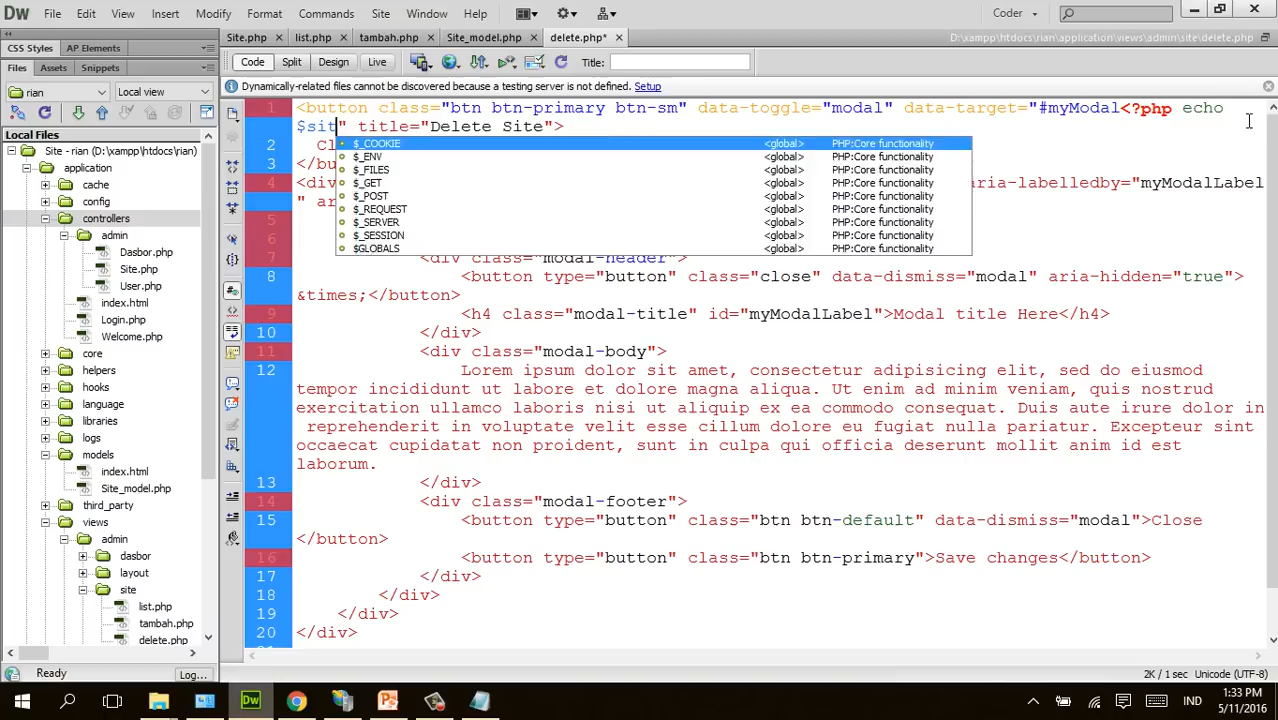 Dw File Edit View Insert Modify Format Commands Site Window Help Coder
CSS Styles AP Elements
Files Assets Snippets
Site.php list.php tambah.php Site_model.php delete.php* D:\xampp\htdocs\rian\application\views\admin\site\delete.php
Code Split Design Live Title:
Dynamically-related files cannot be discovered because a testing server is not defined. Setup
rian Local view
Local Files
Site - rian (D:\xampp\htdocs\rian)
application
cache
config
controllers
admin
Dasbor.php
Site.php
User.php
index.html
Login.php
Welcome.php
core
helpers
hooks
language
libraries
logs
models
index.html
Site_model.php
third_party
views
admin
dasbor
layout
site
list.php
tambah.php
delete.php
Ready Log...
1 <button class="btn btn-primary btn-sm" data-toggle="modal" data-target="#myModal<?php echo
$sit" title="Delete Site">
2 Cl
3 </bu
4 <div aria-labelledby="myModalLabel
" ar
5
6
7 <div class="modal-header">
$_COOKIE <global> PHP:Core functionality
$_ENV <global> PHP:Core functionality
$_FILES <global> PHP:Core functionality
$_GET <global> PHP:Core functionality
$_POST <global> PHP:Core functionality
$_REQUEST <global> PHP:Core functionality
$_SERVER <global> PHP:Core functionality
$_SESSION <global> PHP:Core functionality
$GLOBALS <global> PHP:Core functionality
8 <button type="button" class="close" data-dismiss="modal" aria-hidden="true">
&times;</button>
9 <h4 class="modal-title" id="myModalLabel">Modal title Here</h4>
10 </div>
11 <div class="modal-body">
12 Lorem ipsum dolor sit amet, consectetur adipisicing elit, sed do eiusmod
tempor incididunt ut labore et dolore magna aliqua. Ut enim ad minim veniam, quis nostrud
exercitation ullamco laboris nisi ut aliquip ex ea commodo consequat. Duis aute irure dolor in
reprehenderit in voluptate velit esse cillum dolore eu fugiat nulla pariatur. Excepteur sint
occaecat cupidatat non proident, sunt in culpa qui officia deserunt mollit anim id est
laborum.
13 </div>
14 <div class="modal-footer">
15 <button type="button" class="btn btn-default" data-dismiss="modal">Close
</button>
16 <button type="button" class="btn btn-primary">Save changes</button>
17 </div>
18 </div>
19 </div>
20 </div>
2K / 1 sec Unicode (UTF-8)
Dw IND 1:33 PM
5/11/2016